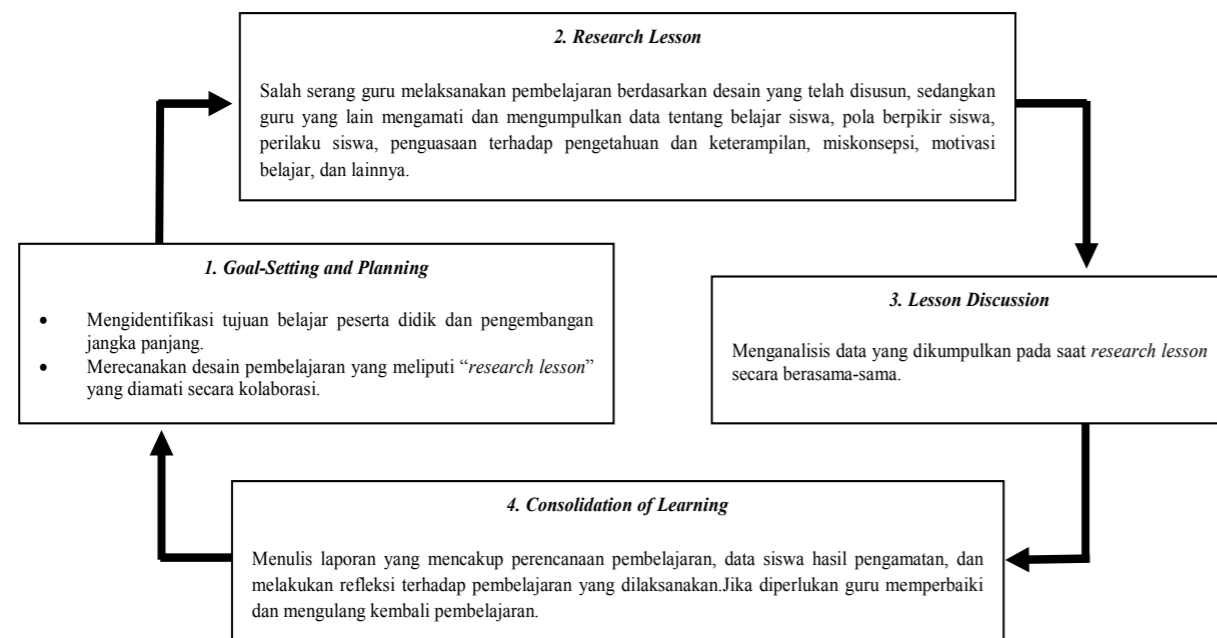 2. Research Lesson
Salah serang guru melaksanakan pembelajaran berdasarkan desain yang telah disusun, sedangkan
guru yang lain mengamati dan mengumpulkan data tentang belajar siswa, pola berpikir siswa,
perilaku siswa, penguasaan terhadap pengetahuan dan keterampilan, miskonsepsi, motivasi
belajar, dan lainnya.
1. Goal-Setting and Planning
• Mengidentifikasi tujuan belajar peserta didik dan pengembangan
jangka panjang.
• Merecanakan desain pembelajaran yang meliputi “research lesson”
yang diamati secara kolaborasi.
3. Lesson Discussion
Menganalisis data yang dikumpulkan pada saat research lesson
secara berasama-sama.
4. Consolidation of Learning
Menulis laporan yang mencakup perencanaan pembelajaran, data siswa hasil pengamatan, dan
melakukan refleksi terhadap pembelajaran yang dilaksanakan.Jika diperlukan guru memperbaiki
dan mengulang kembali pembelajaran.